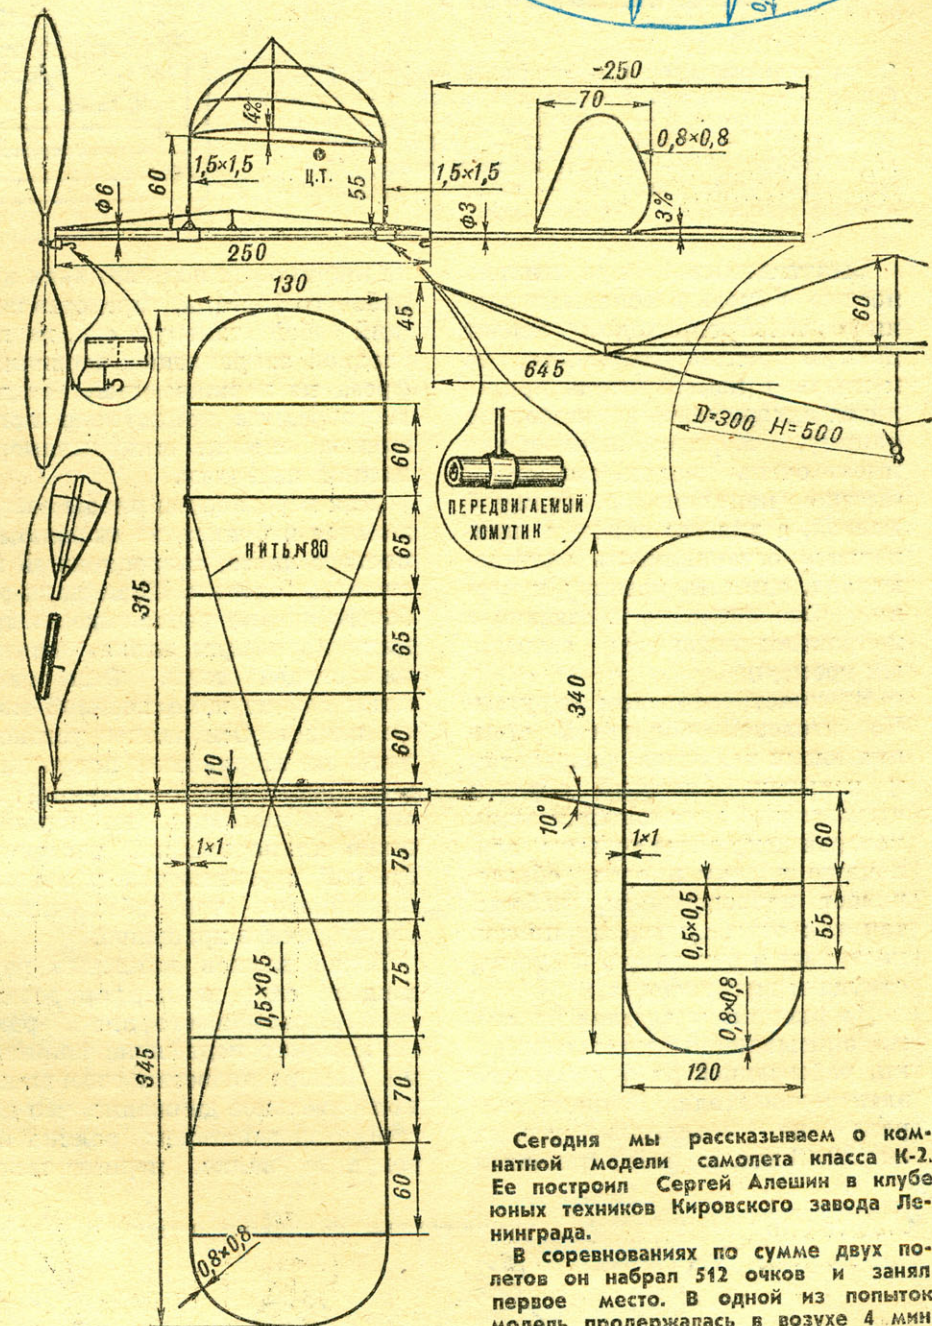 -250
70
0,8×0,8
4%
1,5×1,5
Ц.Т.
1,5×1,5
60
55
Ф6
Ф3
3%
250
130
45
60
645
D=300 H=500
ПЕРЕДВИГАЕМЫЙ
ХОМУТИК
60
НИТЬ №80
65
315
65
340
60
10
10°
1×1
1×1
60
75
0,5×0,5
55
75
0,5×0,5
0,8×0,8
345
120
70
60
0,8×0,8
Сегодня мы рассказываем о ком-
натной модели самолета класса К-2.
Ее построил Сергей Алешин в клубе
юных техников Кировского завода Ле-
нинграда.
В соревнованиях по сумме двух по-
летов он набрал 512 очков и занял
первое место. В одной из попыток
модель продержалась в возухе 4 мин